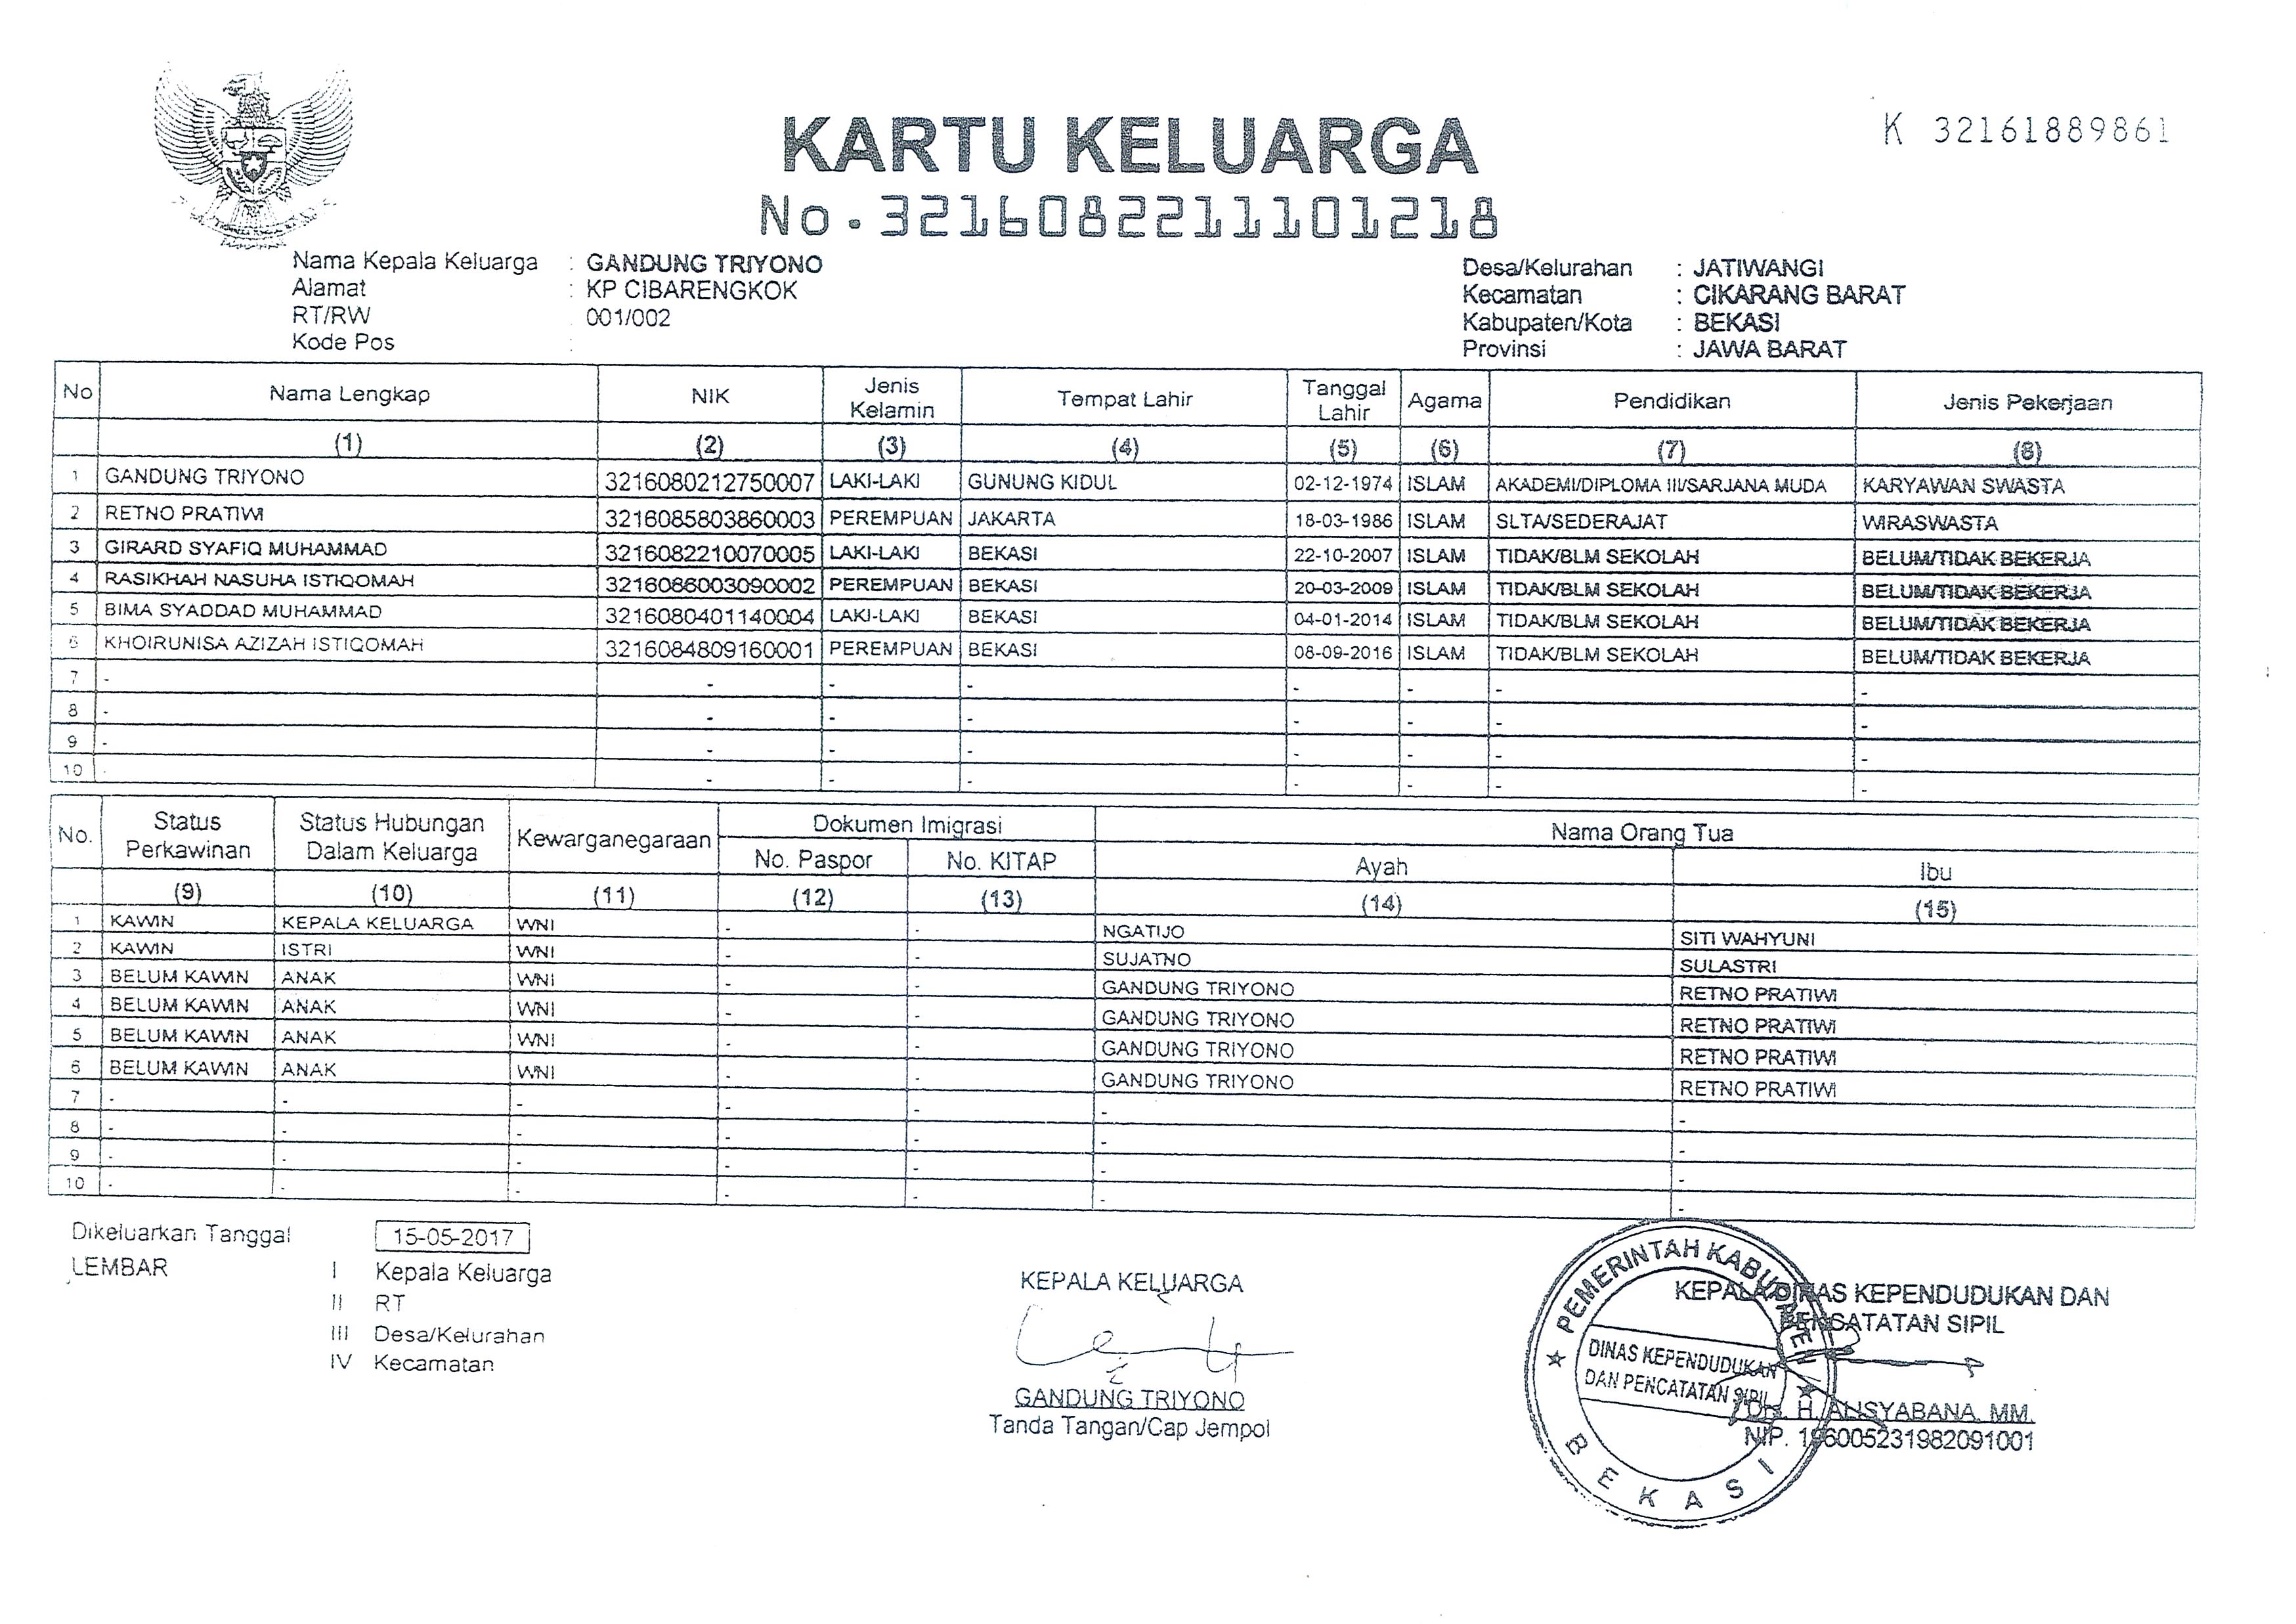 KARTU KELUARGA
No.3216082211101218
K 32161889861
Nama Kepala Keluarga : GANDUNG TRIYONO
Alamat : KP CIBARENGKOK
RT/RW : 001/002
Kode Pos :
Desa/Kelurahan : JATIWANGI
Kecamatan : CIKARANG BARAT
Kabupaten/Kota : BEKASI
Provinsi : JAWA BARAT
No Nama Lengkap NIK Jenis Kelamin Tempat Lahir Tanggal Lahir Agama Pendidikan Jenis Pekerjaan
(1) (2) (3) (4) (5) (6) (7) (8)
1 GANDUNG TRIYONO 3216080212750007 LAKI-LAKI GUNUNG KIDUL 02-12-1974 ISLAM AKADEMI/DIPLOMA III/SARJANA MUDA KARYAWAN SWASTA
2 RETNO PRATIWI 3216085803860003 PEREMPUAN JAKARTA 18-03-1986 ISLAM SLTA/SEDERAJAT WIRASWASTA
3 GIRARD SYAFIQ MUHAMMAD 3216082210070005 LAKI-LAKI BEKASI 22-10-2007 ISLAM TIDAK/BLM SEKOLAH BELUM/TIDAK BEKERJA
4 RASIKHAH NASUHA ISTIQOMAH 3216086003090002 PEREMPUAN BEKASI 20-03-2009 ISLAM TIDAK/BLM SEKOLAH BELUM/TIDAK BEKERJA
5 BIMA SYADDAD MUHAMMAD 3216080401140004 LAKI-LAKI BEKASI 04-01-2014 ISLAM TIDAK/BLM SEKOLAH BELUM/TIDAK BEKERJA
6 KHOIRUNISA AZIZAH ISTIQOMAH 3216084809160001 PEREMPUAN BEKASI 08-09-2016 ISLAM TIDAK/BLM SEKOLAH BELUM/TIDAK BEKERJA
7 - - - - - - - -
8 - - - - - - - -
9 - - - - - - - -
10 - - - - - - - -
No. Status Perkawinan Status Hubungan Dalam Keluarga Kewarganegaraan Dokumen Imigrasi Nama Orang Tua
No. Paspor No. KITAP Ayah Ibu
(9) (10) (11) (12) (13) (14) (15)
1 KAWIN KEPALA KELUARGA WNI - - NGATIJO SITI WAHYUNI
2 KAWIN ISTRI WNI - - SUJATNO SULASTRI
3 BELUM KAWIN ANAK WNI - - GANDUNG TRIYONO RETNO PRATIWI
4 BELUM KAWIN ANAK WNI - - GANDUNG TRIYONO RETNO PRATIWI
5 BELUM KAWIN ANAK WNI - - GANDUNG TRIYONO RETNO PRATIWI
6 BELUM KAWIN ANAK WNI - - GANDUNG TRIYONO RETNO PRATIWI
7 - - - - - - -
8 - - - - - - -
9 - - - - - - -
10 - - - - - - -
Dikeluarkan Tanggal 15-05-2017
LEMBAR I Kepala Keluarga
II RT
III Desa/Kelurahan
IV Kecamatan
KEPALA KELUARGA
GANDUNG TRIYONO
Tanda Tangan/Cap Jempol
KEPALA DINAS KEPENDUDUKAN DAN
PENCATATAN SIPIL
H. ALISYABANA, MM.
NIP. 196005231982091001
PEMERINTAH KABUPATEN
DINAS KEPENDUDUKAN
DAN PENCATATAN SIPIL
BEKASI